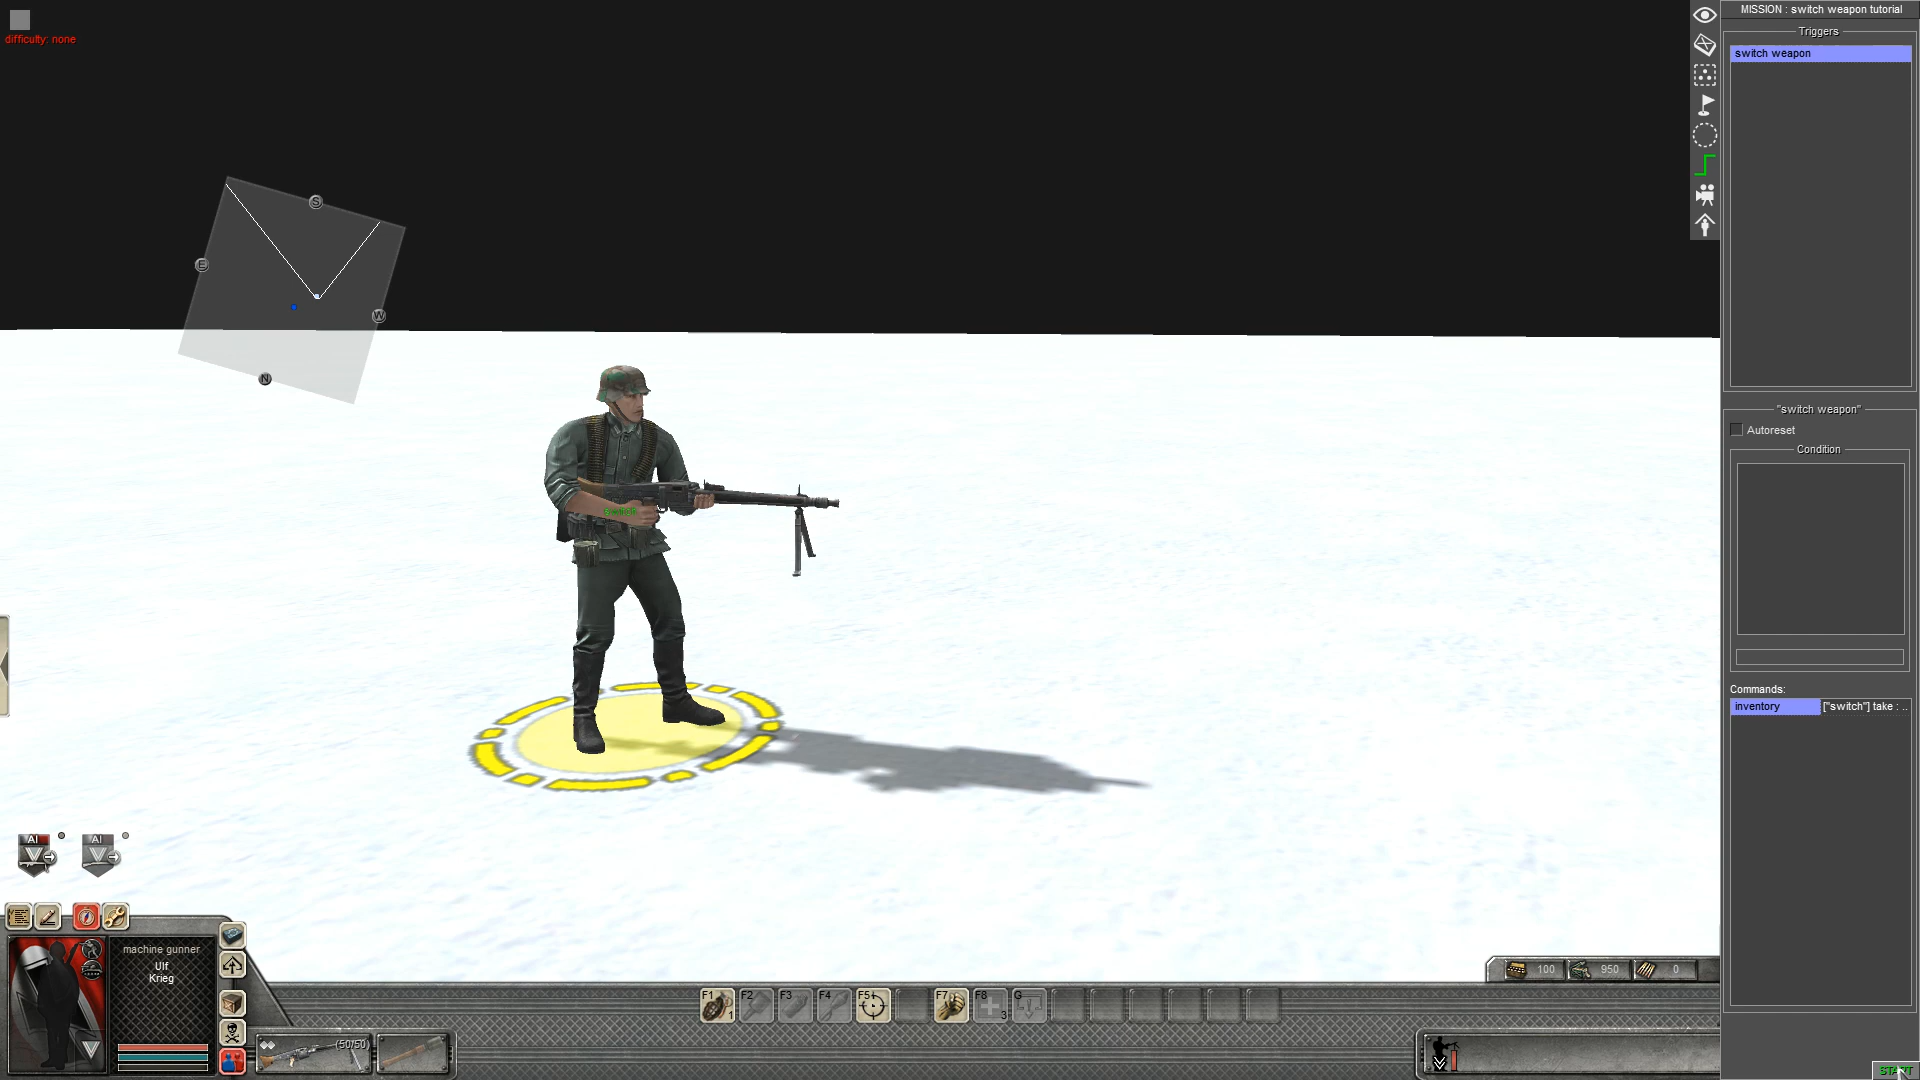 difficulty: none
MISSION : switch weapon tutorial
Triggers
switch weapon
S
E
W
N
"switch weapon"
Autoreset
Condition
switch
Commands:
inventory
["switch"] take : ..
AI
AI
machine gunner
Ulf
Krieg
100
950
0
F1
1
F2
F3
F4
F5
F7
F8
3
G
(50/50)
START